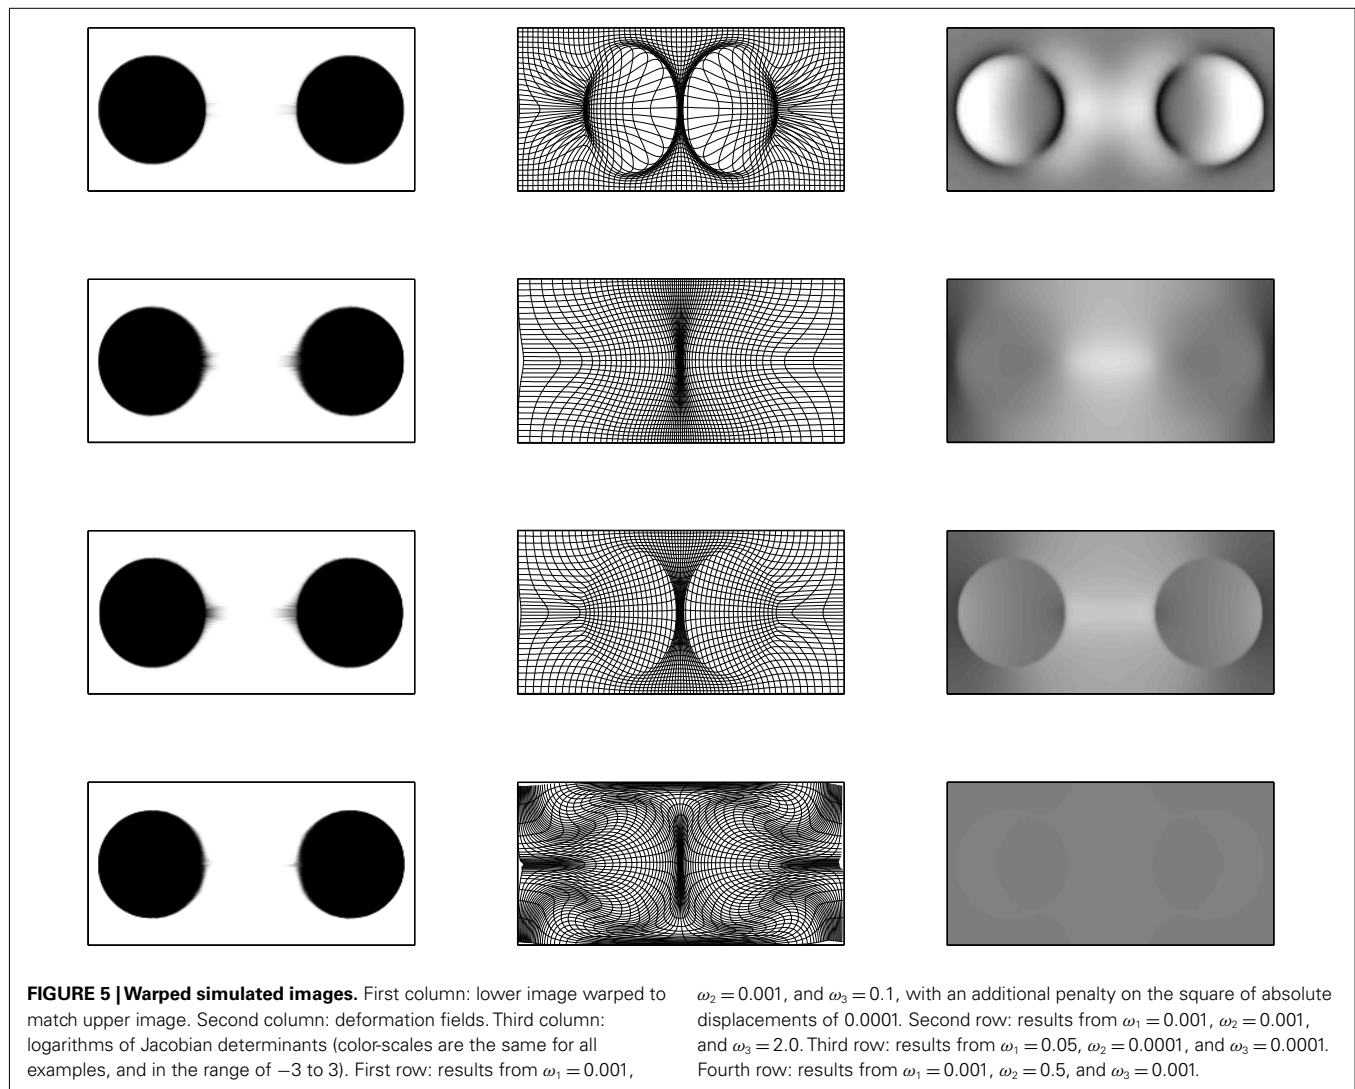 FIGURE 5 | Warped simulated images. First column: lower image warped to
match upper image. Second column: deformation fields. Third column:
logarithms of Jacobian determinants (color-scales are the same for all
examples, and in the range of −3 to 3). First row: results from ω₁ = 0.001,
ω₂ = 0.001, and ω₃ = 0.1, with an additional penalty on the square of absolute
displacements of 0.0001. Second row: results from ω₁ = 0.001, ω₂ = 0.001,
and ω₃ = 2.0. Third row: results from ω₁ = 0.05, ω₂ = 0.0001, and ω₃ = 0.0001.
Fourth row: results from ω₁ = 0.001, ω₂ = 0.5, and ω₃ = 0.001.